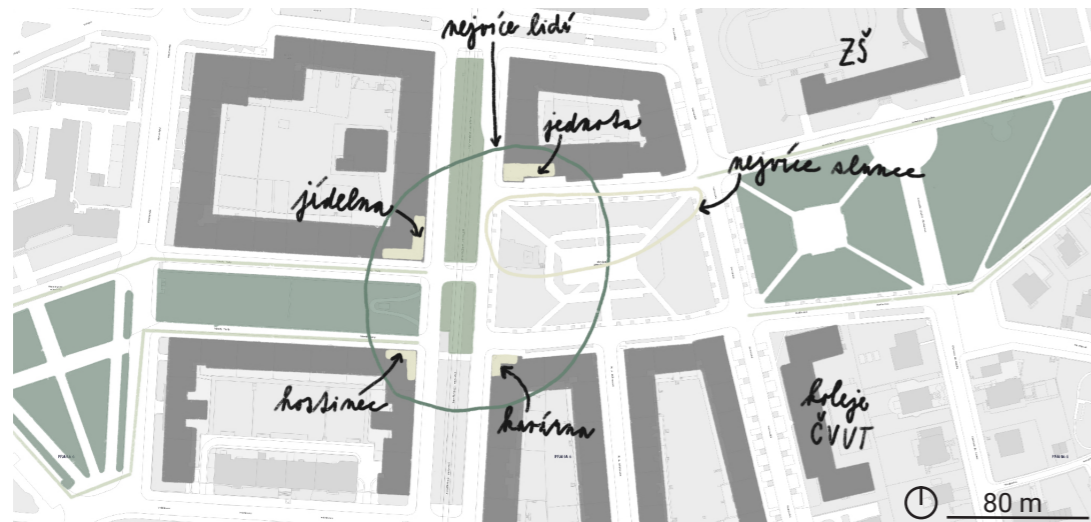 nejvíce lidí
ZŠ
jednota
nejvíce slunce
jídelna
hostinec
kavárna
koleje
ČVUT
80 m